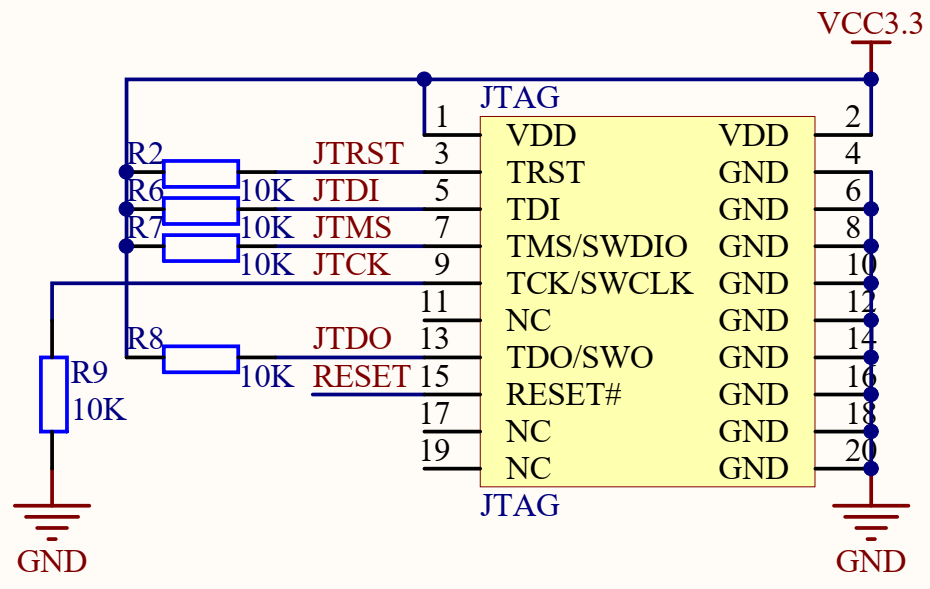 VCC3.3
JTAG
1 VDD VDD 2
R2 10K JTRST 3 TRST GND 4
R6 10K JTDI 5 TDI GND 6
R7 10K JTMS 7 TMS/SWDIO GND 8
JTCK 9 TCK/SWCLK GND 10
11 NC GND 12
R8 10K JTDO 13 TDO/SWO GND 14
R9 RESET 15 RESET# GND 16
10K 17 NC GND 18
19 NC GND 20
JTAG
GND GND